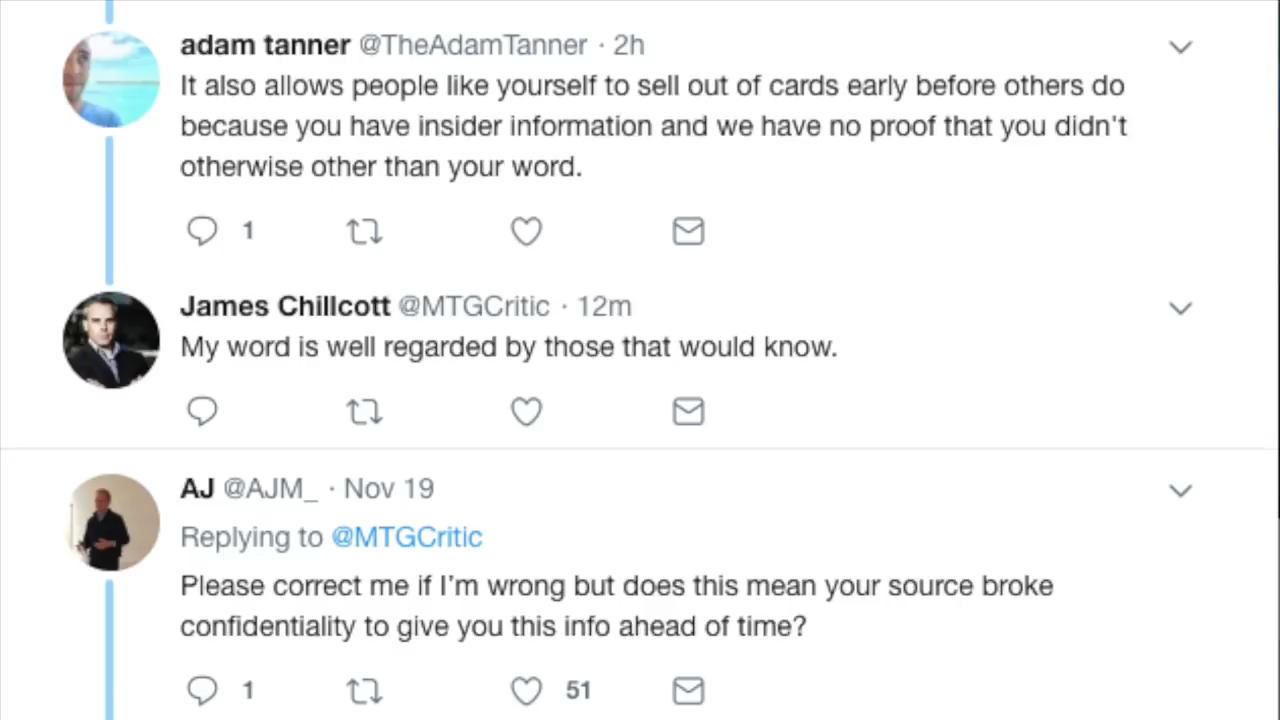 adam tanner @TheAdamTanner · 2h
It also allows people like yourself to sell out of cards early before others do
because you have insider information and we have no proof that you didn't
otherwise other than your word.
1
James Chillcott @MTGCritic · 12m
My word is well regarded by those that would know.
AJ @AJM_ · Nov 19
Replying to @MTGCritic
Please correct me if I’m wrong but does this mean your source broke
confidentiality to give you this info ahead of time?
1 51